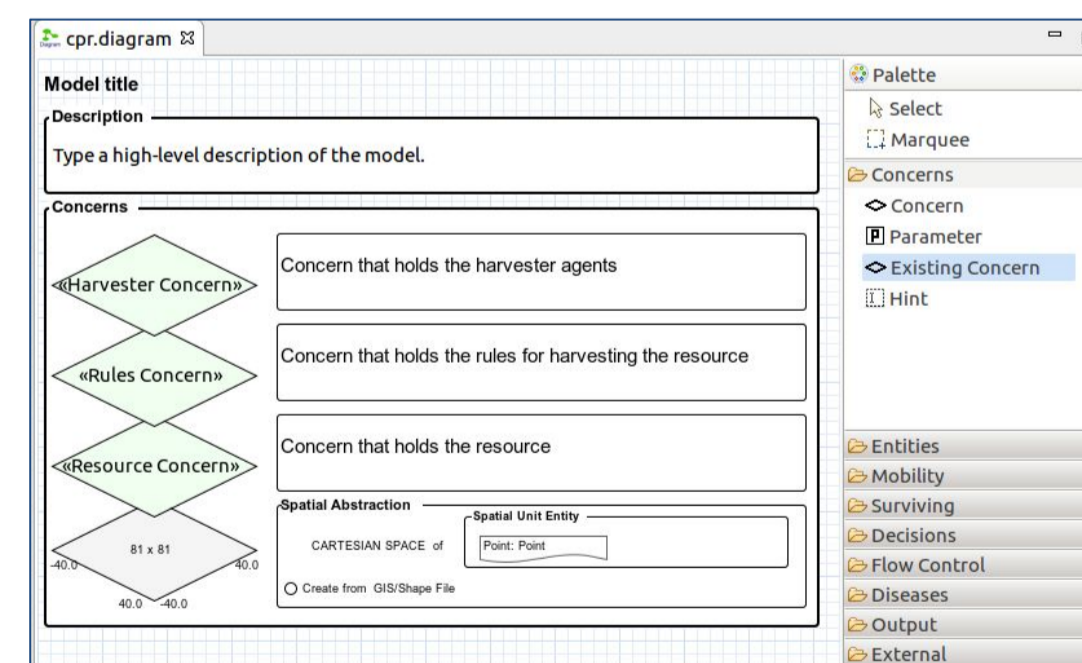 cpr.diagram
Model title
Description
Type a high-level description of the model.
Concerns
«Harvester Concern»
Concern that holds the harvester agents
«Rules Concern»
Concern that holds the rules for harvesting the resource
«Resource Concern»
Concern that holds the resource
81 x 81
-40.0
40.0
40.0
-40.0
Spatial Abstraction
Spatial Unit Entity
CARTESIAN SPACE of
Point: Point
Create from GIS/Shape File
Palette
Select
Marquee
Concerns
Concern
P Parameter
Existing Concern
Hint
Entities
Mobility
Surviving
Decisions
Flow Control
Diseases
Output
External